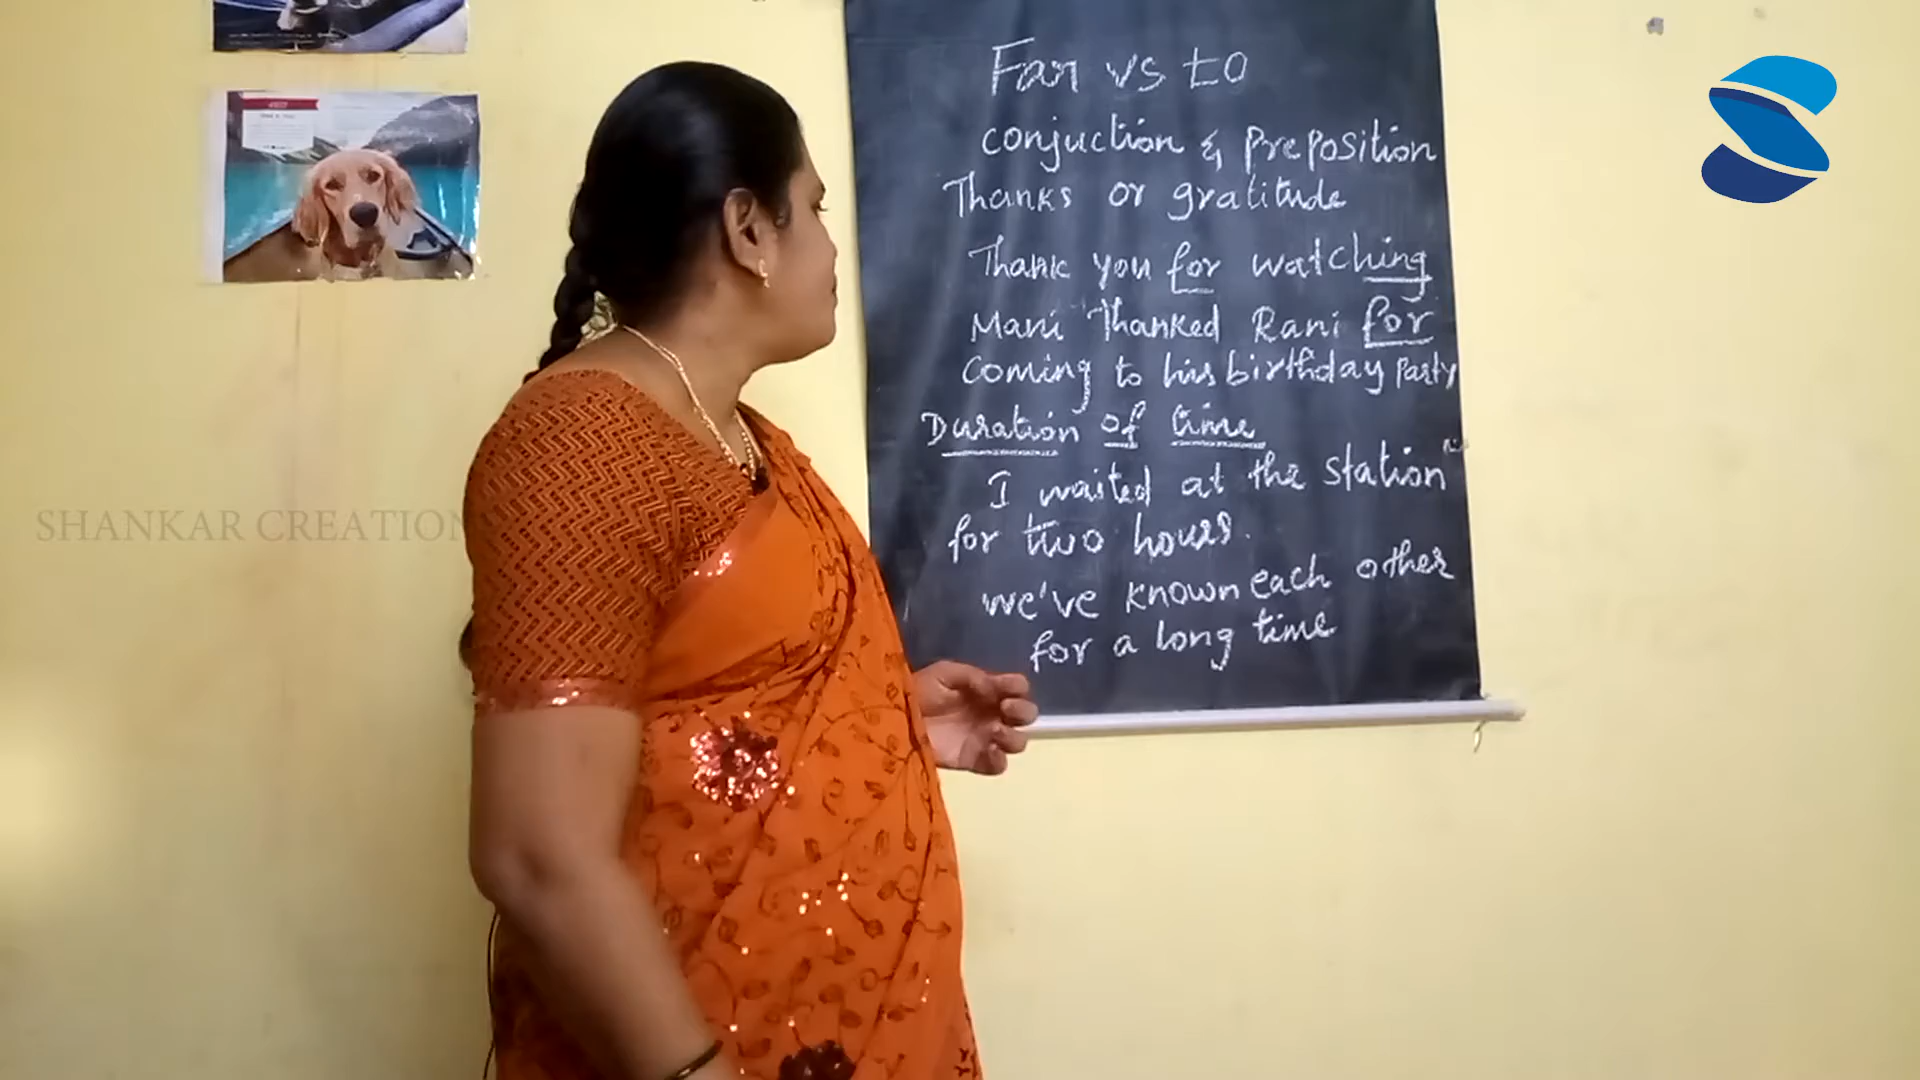 Far vs to
conjuction & preposition
Thanks or gratitude
Thank you for watching
Mani Thanked Rani for
Coming to his birthday Party
Duration of time
I waited at the station
for two hours.
we've known each other
for a long time
SHANKAR CREATION